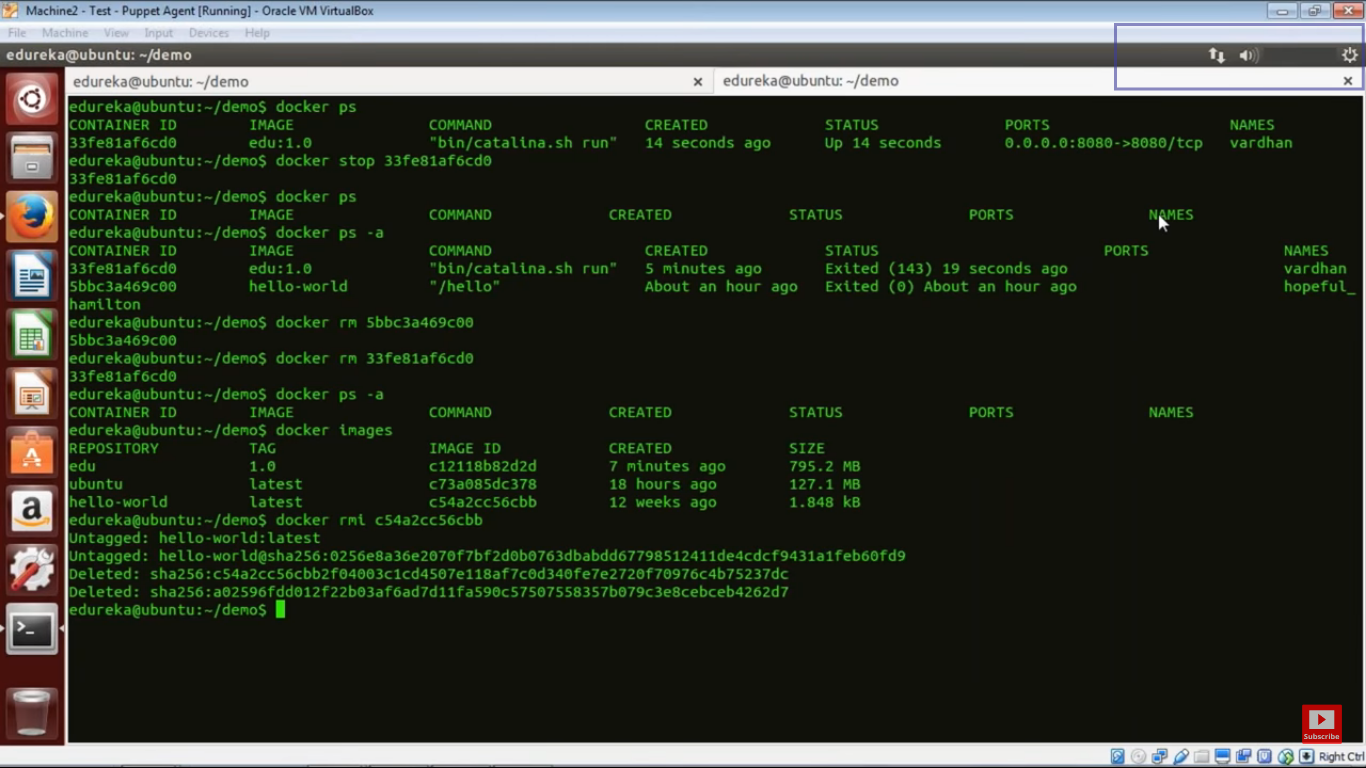 Machine2 - Test - Puppet Agent [Running] - Oracle VM VirtualBox
File Machine View Input Devices Help
edureka@ubuntu: ~/demo
edureka@ubuntu: ~/demo x edureka@ubuntu: ~/demo x
edureka@ubuntu:~/demo$ docker ps
CONTAINER ID IMAGE COMMAND CREATED STATUS PORTS NAMES
33fe81af6cd0 edu:1.0 "bin/catalina.sh run" 14 seconds ago Up 14 seconds 0.0.0.0:8080->8080/tcp vardhan
edureka@ubuntu:~/demo$ docker stop 33fe81af6cd0
33fe81af6cd0
edureka@ubuntu:~/demo$ docker ps
CONTAINER ID IMAGE COMMAND CREATED STATUS PORTS NAMES
edureka@ubuntu:~/demo$ docker ps -a
CONTAINER ID IMAGE COMMAND CREATED STATUS PORTS NAMES
33fe81af6cd0 edu:1.0 "bin/catalina.sh run" 5 minutes ago Exited (143) 19 seconds ago vardhan
5bbc3a469c00 hello-world "/hello" About an hour ago Exited (0) About an hour ago hopeful_
hamilton
edureka@ubuntu:~/demo$ docker rm 5bbc3a469c00
5bbc3a469c00
edureka@ubuntu:~/demo$ docker rm 33fe81af6cd0
33fe81af6cd0
edureka@ubuntu:~/demo$ docker ps -a
CONTAINER ID IMAGE COMMAND CREATED STATUS PORTS NAMES
edureka@ubuntu:~/demo$ docker images
REPOSITORY TAG IMAGE ID CREATED SIZE
edu 1.0 c12118b82d2d 7 minutes ago 795.2 MB
ubuntu latest c73a085dc378 18 hours ago 127.1 MB
hello-world latest c54a2cc56cbb 12 weeks ago 1.848 kB
edureka@ubuntu:~/demo$ docker rmi c54a2cc56cbb
Untagged: hello-world:latest
Untagged: hello-world@sha256:0256e8a36e2070f7bf2d0b0763dbabdd67798512411de4cdcf9431a1feb60fd9
Deleted: sha256:c54a2cc56cbb2f04003c1cd4507e118af7c0d340fe7e2720f70976c4b75237dc
Deleted: sha256:a02596fdd012f22b03af6ad7d11fa590c57507558357b079c3e8cebceb4262d7
edureka@ubuntu:~/demo$
Subscribe
Right Ctrl